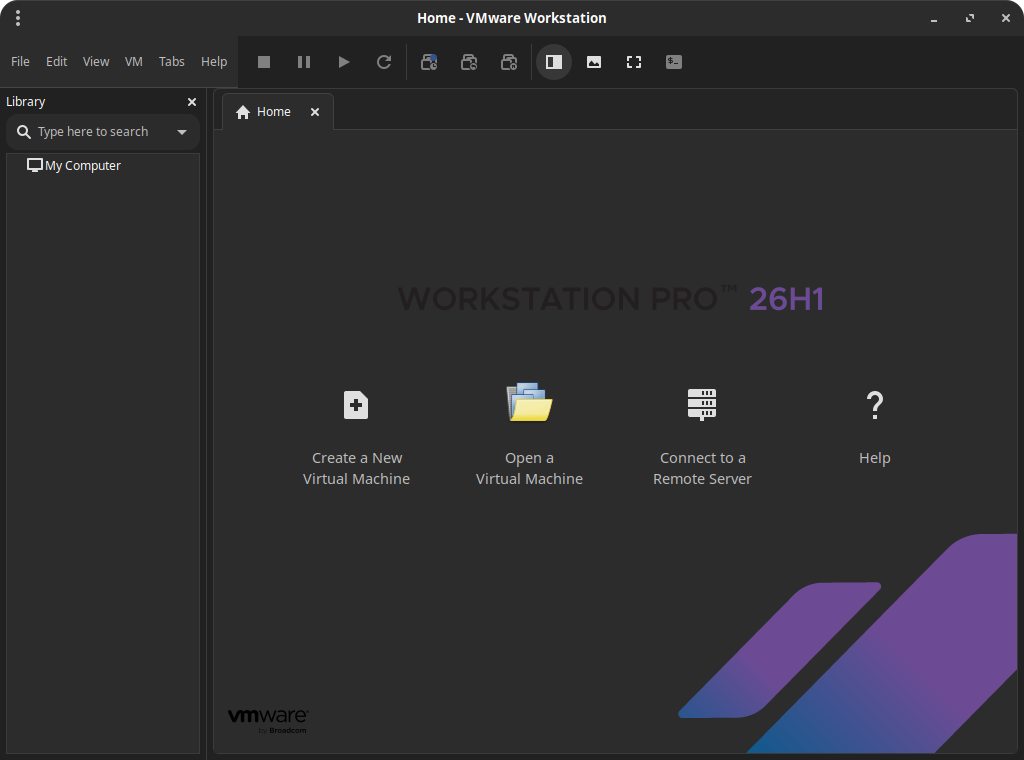 Home - VMware Workstation
File Edit View VM Tabs Help
Library
Home
Type here to search
My Computer
WORKSTATION PRO™ 26H1
Create a New
Virtual Machine
Open a
Virtual Machine
Connect to a
Remote Server
Help
vmware®
by Broadcom